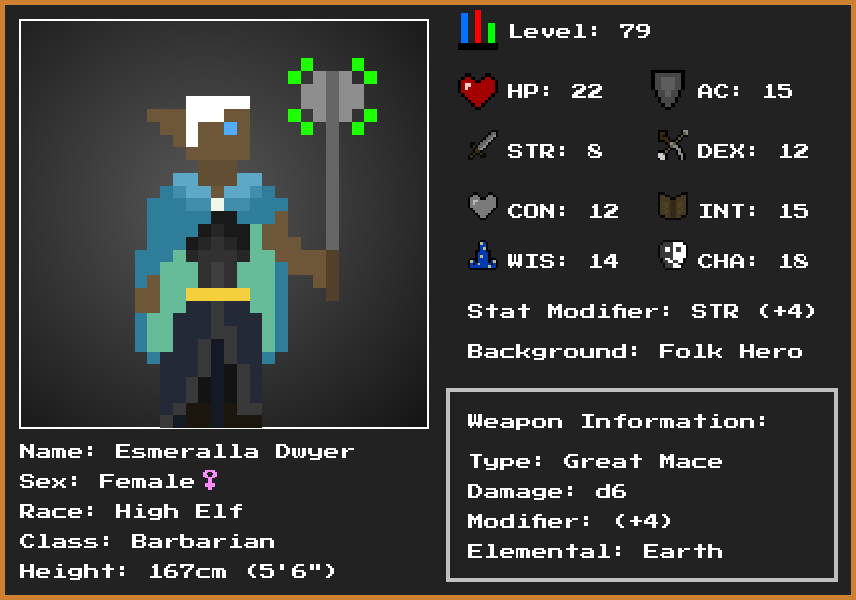 Level: 79
HP: 22
AC: 15
STR: 8
DEX: 12
CON: 12
INT: 15
WIS: 14
CHA: 18
Stat Modifier: STR (+4)
Background: Folk Hero
Weapon Information:
Type: Great Mace
Damage: d6
Modifier: (+4)
Elemental: Earth
Name: Esmeralla Dwyer
Sex: Female♀
Race: High Elf
Class: Barbarian
Height: 167cm (5'6")